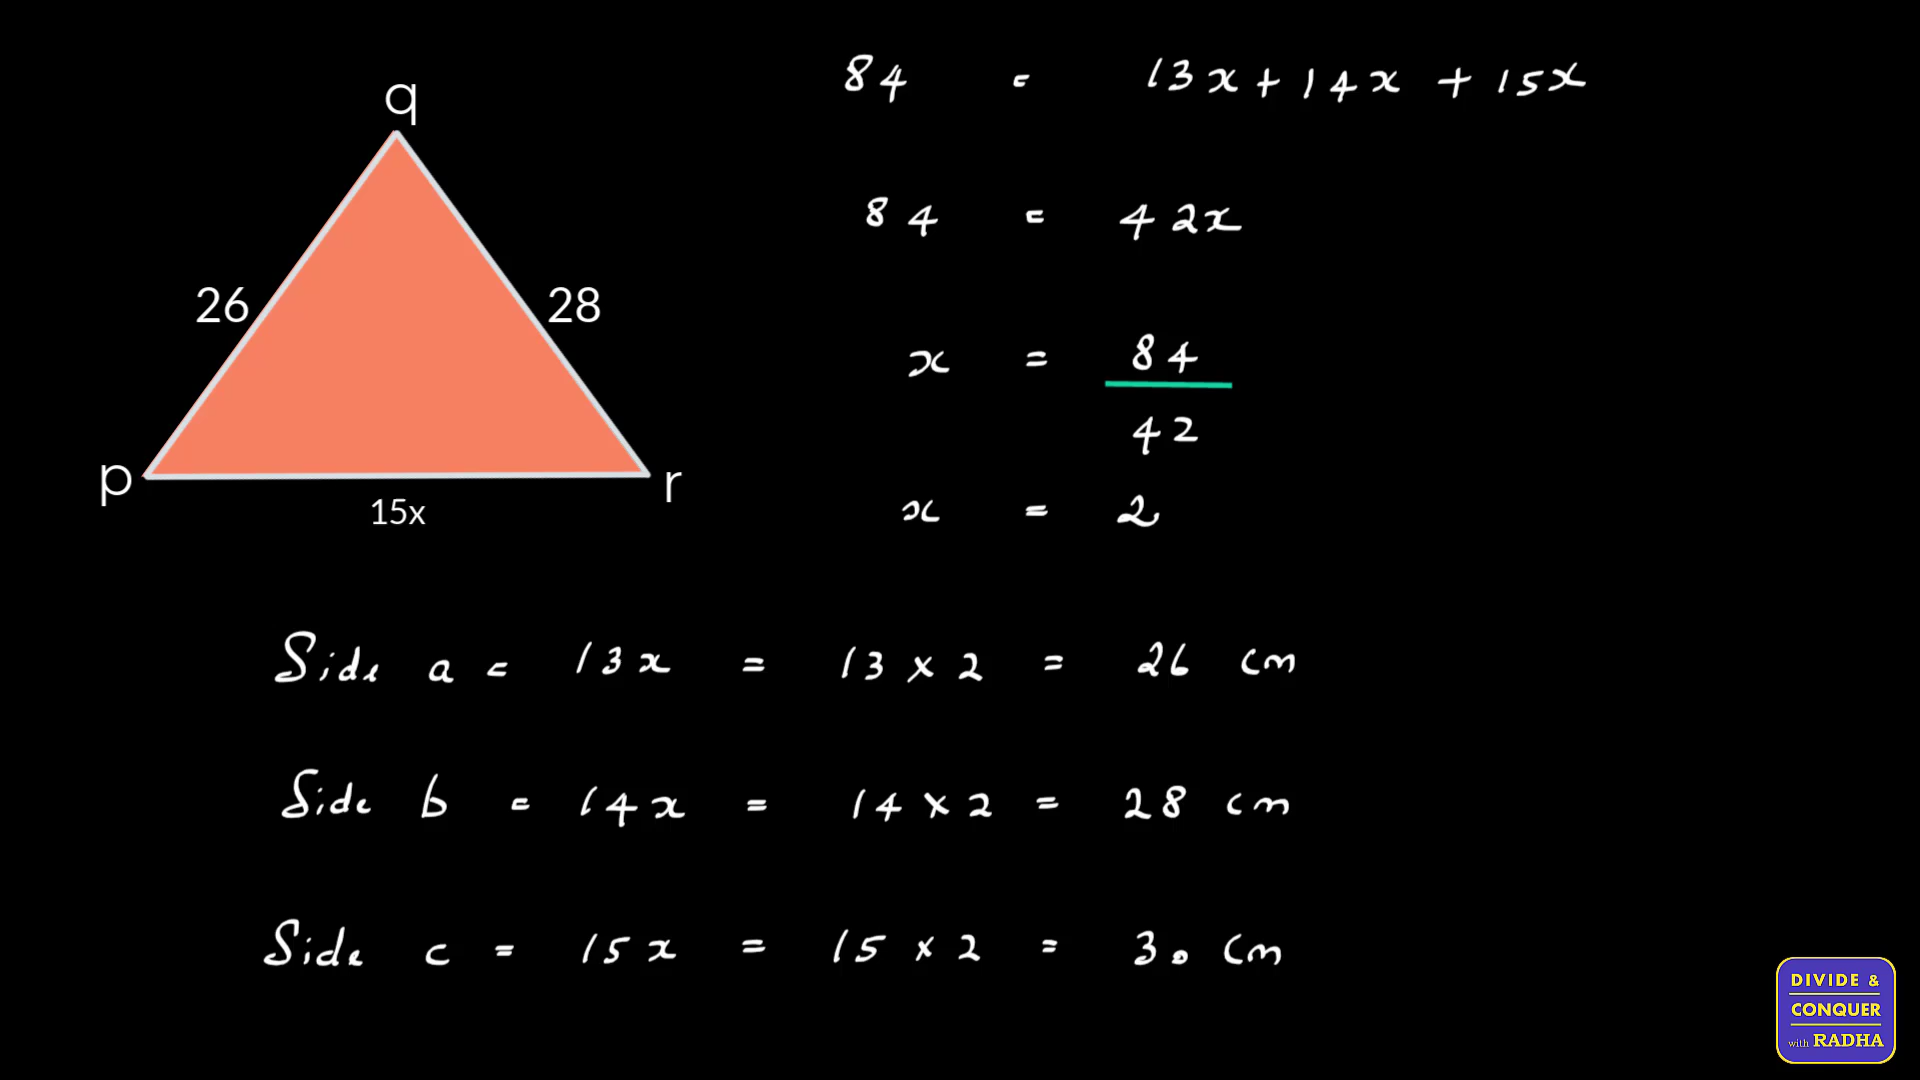 q
26
28
p
r
15x
84 = 13x + 14x + 15x
84 = 42x
x = 84
42
x = 2
Side a = 13x = 13 × 2 = 26 cm
Side b = 14x = 14 × 2 = 28 cm
Side c = 15x = 15 × 2 = 30 cm
DIVIDE &
CONQUER
with RADHA